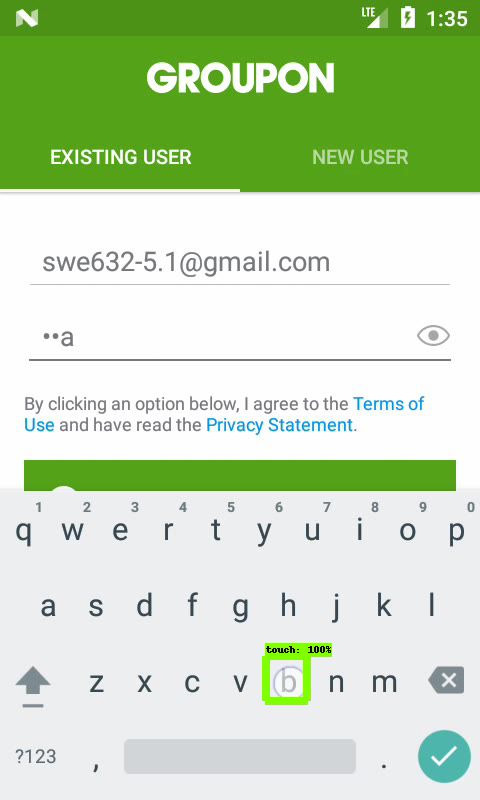 LTE 1:35
GROUPON
EXISTING USER NEW USER
swe632-5.1@gmail.com
••a
By clicking an option below, I agree to the Terms of
Use and have read the Privacy Statement.
1 2 3 4 5 6 7 8 9 0
q w e r t y u i o p
a s d f g h j k l
touch: 100%
z x c v b n m
?123 , .